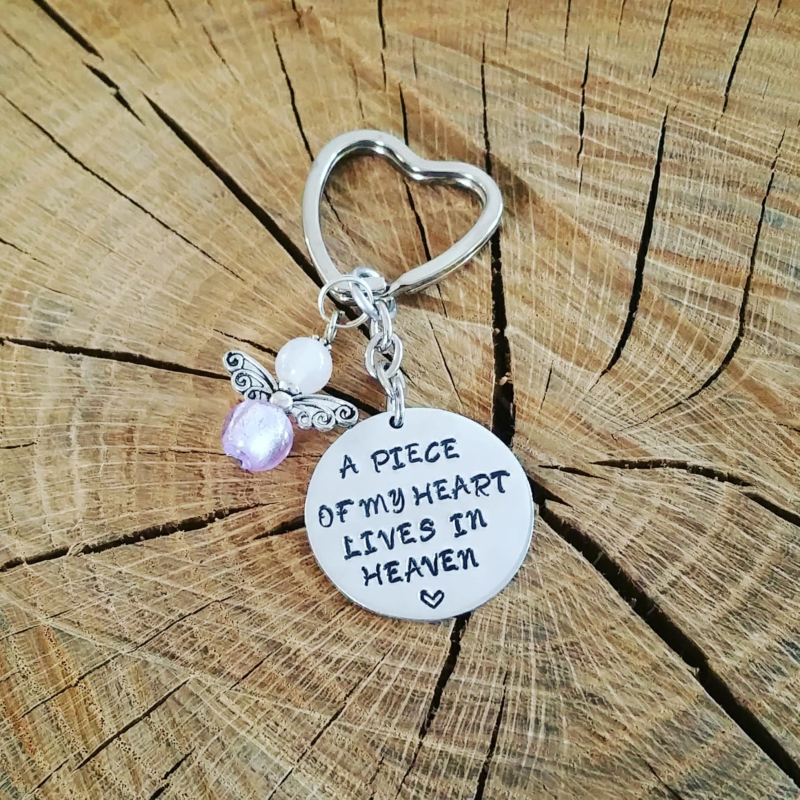 A PIECE
OF MY HEART
LIVES IN
HEAVEN
♡